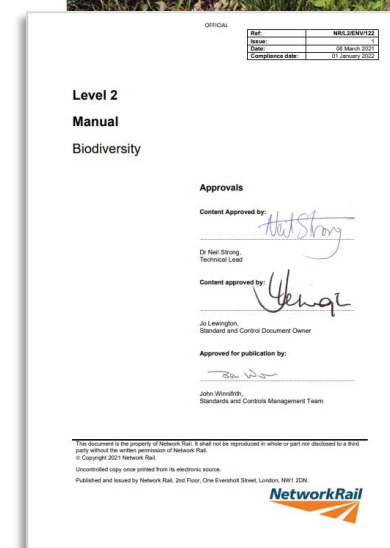 OFFICIAL
Ref: NR/L2/ENV/122
Issue: 1
Date: 06 March 2021
Compliance date: 01 January 2022
Level 2
Manual
Biodiversity
Approvals
Content Approved by:
Neil Strong
Dr Neil Strong,
Technical Lead
Content approved by:
Jo Lewington,
Standard and Control Document Owner
Approved for publication by:
John Winnifrith,
Standards and Controls Management Team
This document is the property of Network Rail. It shall not be reproduced in whole or part nor disclosed to a third
party without the written permission of Network Rail.
© Copyright 2021 Network Rail.
Uncontrolled copy once printed from its electronic source.
Published and Issued by Network Rail, 2nd Floor, One Eversholt Street, London, NW1 2DN.
NetworkRail